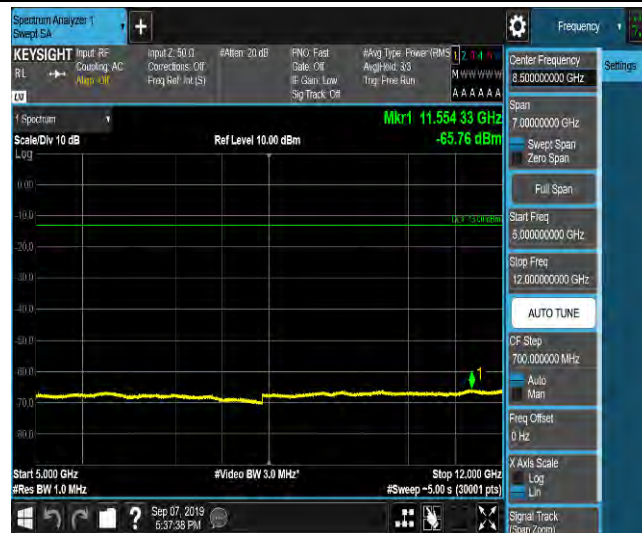 Spectrum Analyzer 1
Swept SA
Frequency
KEYSIGHT Input: RF
RL
Coupling: AC
Align: Off
Input Z: 50 Ω
Corrections: Off
Freq Ref: Int (S)
#Atten: 20 dB
PNO: Fast
Gate: Off
IF Gain: Low
Sig Track: Off
#Avg Type: Power (RMS
Avg|Hold: 3/3
Trig: Free Run
M W W W W W
A A A A A A
LXI
1 Spectrum
Mkr1 11.554 33 GHz
Scale/Div 10 dB
Ref Level 10.00 dBm
-65.76 dBm
Log
0.00
-10.0
-20.0
-30.0
-40.0
-50.0
-60.0
-70.0
-80.0
1
Start 5.000 GHz
#Video BW 3.0 MHz*
Stop 12.000 GHz
#Res BW 1.0 MHz
#Sweep ~5.00 s (30001 pts)
Sep 07, 2019
5:37:38 PM
Center Frequency
8.500000000 GHz
Settings
Span
7.00000000 GHz
Swept Span
Zero Span
Full Span
Start Freq
5.000000000 GHz
Stop Freq
12.000000000 GHz
AUTO TUNE
CF Step
700.000000 MHz
Auto
Man
Freq Offset
0 Hz
X Axis Scale
Log
Lin
Signal Track
(Span Zoom)